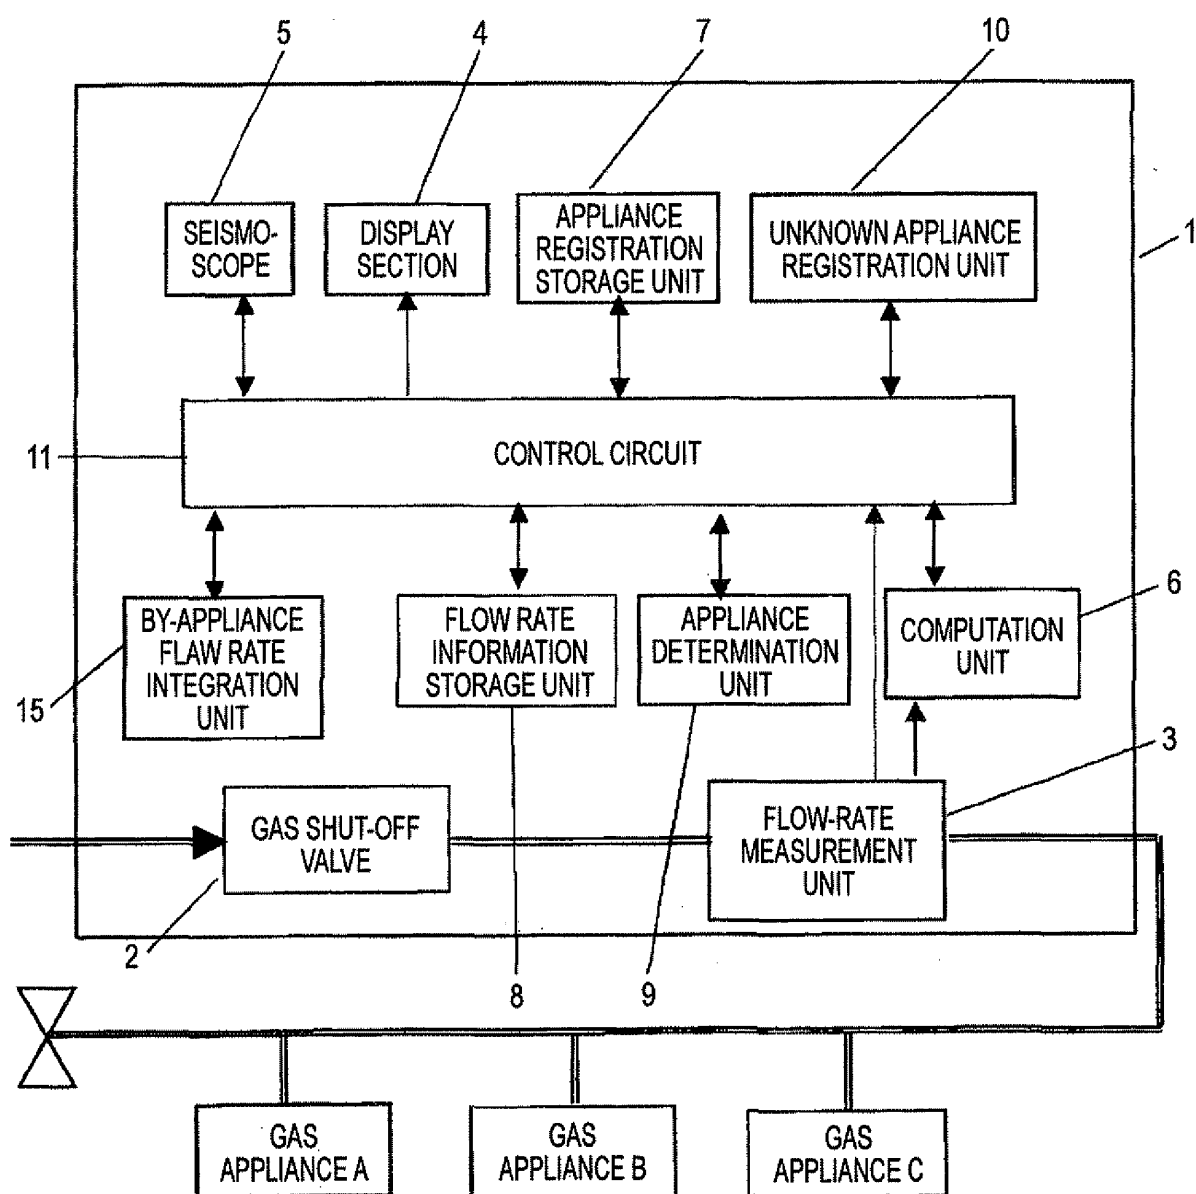 5
4
7
10
SEISMO-
SCOPE
DISPLAY
SECTION
APPLIANCE
REGISTRATION
STORAGE UNIT
UNKNOWN APPLIANCE
REGISTRATION UNIT
1
11
CONTROL CIRCUIT
BY-APPLIANCE
FLAW RATE
INTEGRATION
UNIT
FLOW RATE
INFORMATION
STORAGE UNIT
APPLIANCE
DETERMINATION
UNIT
COMPUTATION
UNIT
6
15
3
GAS SHUT-OFF
VALVE
FLOW-RATE
MEASUREMENT
UNIT
2
8
9
GAS
APPLIANCE A
GAS
APPLIANCE B
GAS
APPLIANCE C